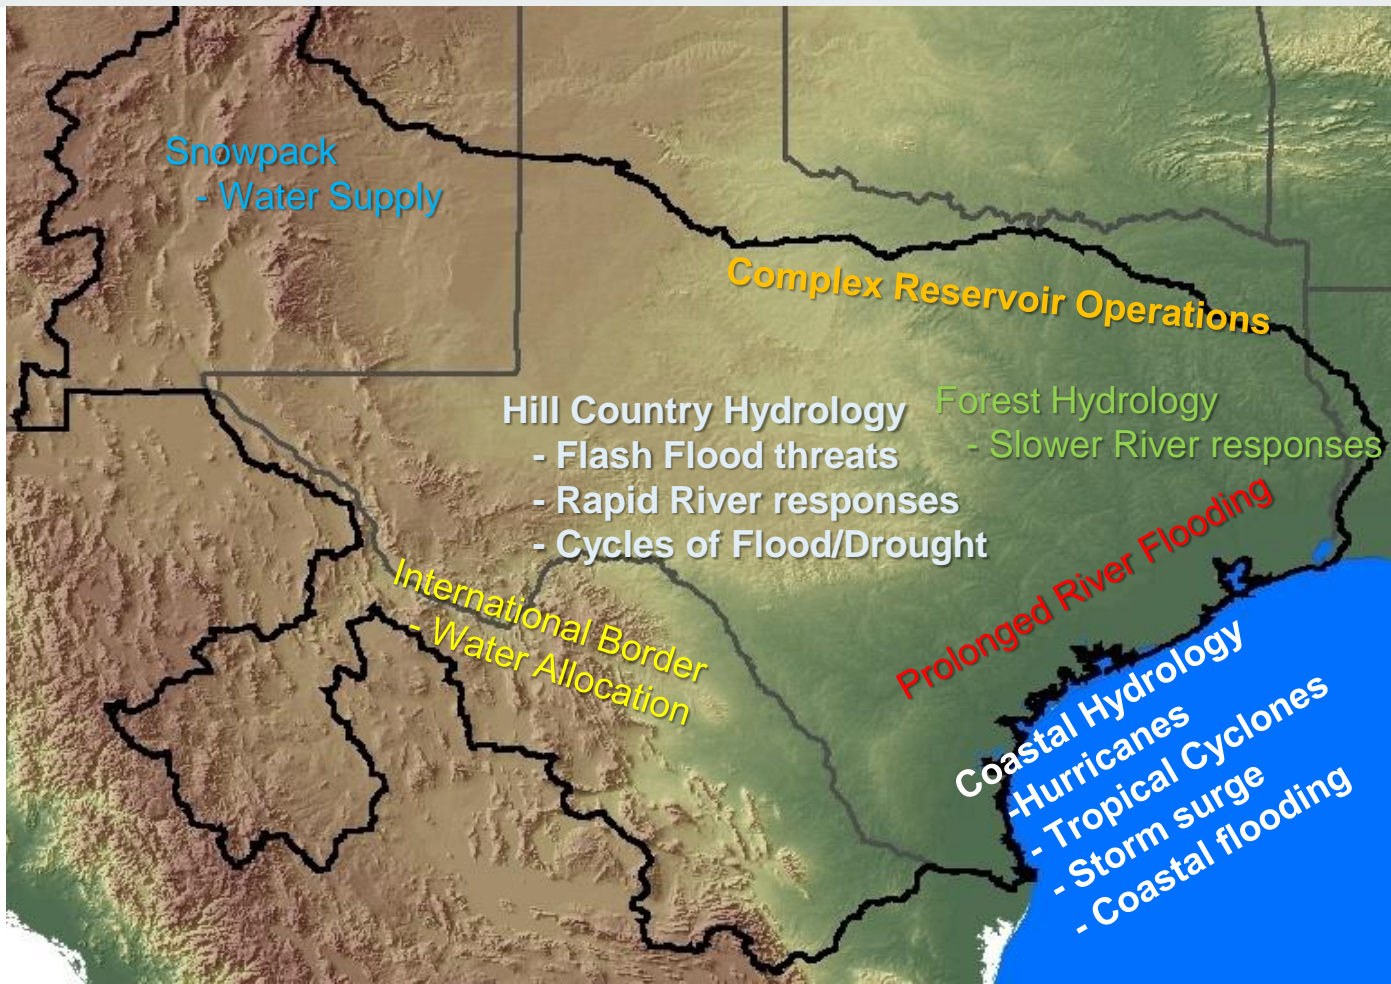 Snowpack
- Water Supply
Complex Reservoir Operations
Hill Country Hydrology
- Flash Flood threats
- Rapid River responses
- Cycles of Flood/Drought
Forest Hydrology
- Slower River responses
International Border
- Water Allocation
Prolonged River Flooding
Coastal Hydrology
-Hurricanes
- Tropical Cyclones
- Storm surge
- Coastal flooding